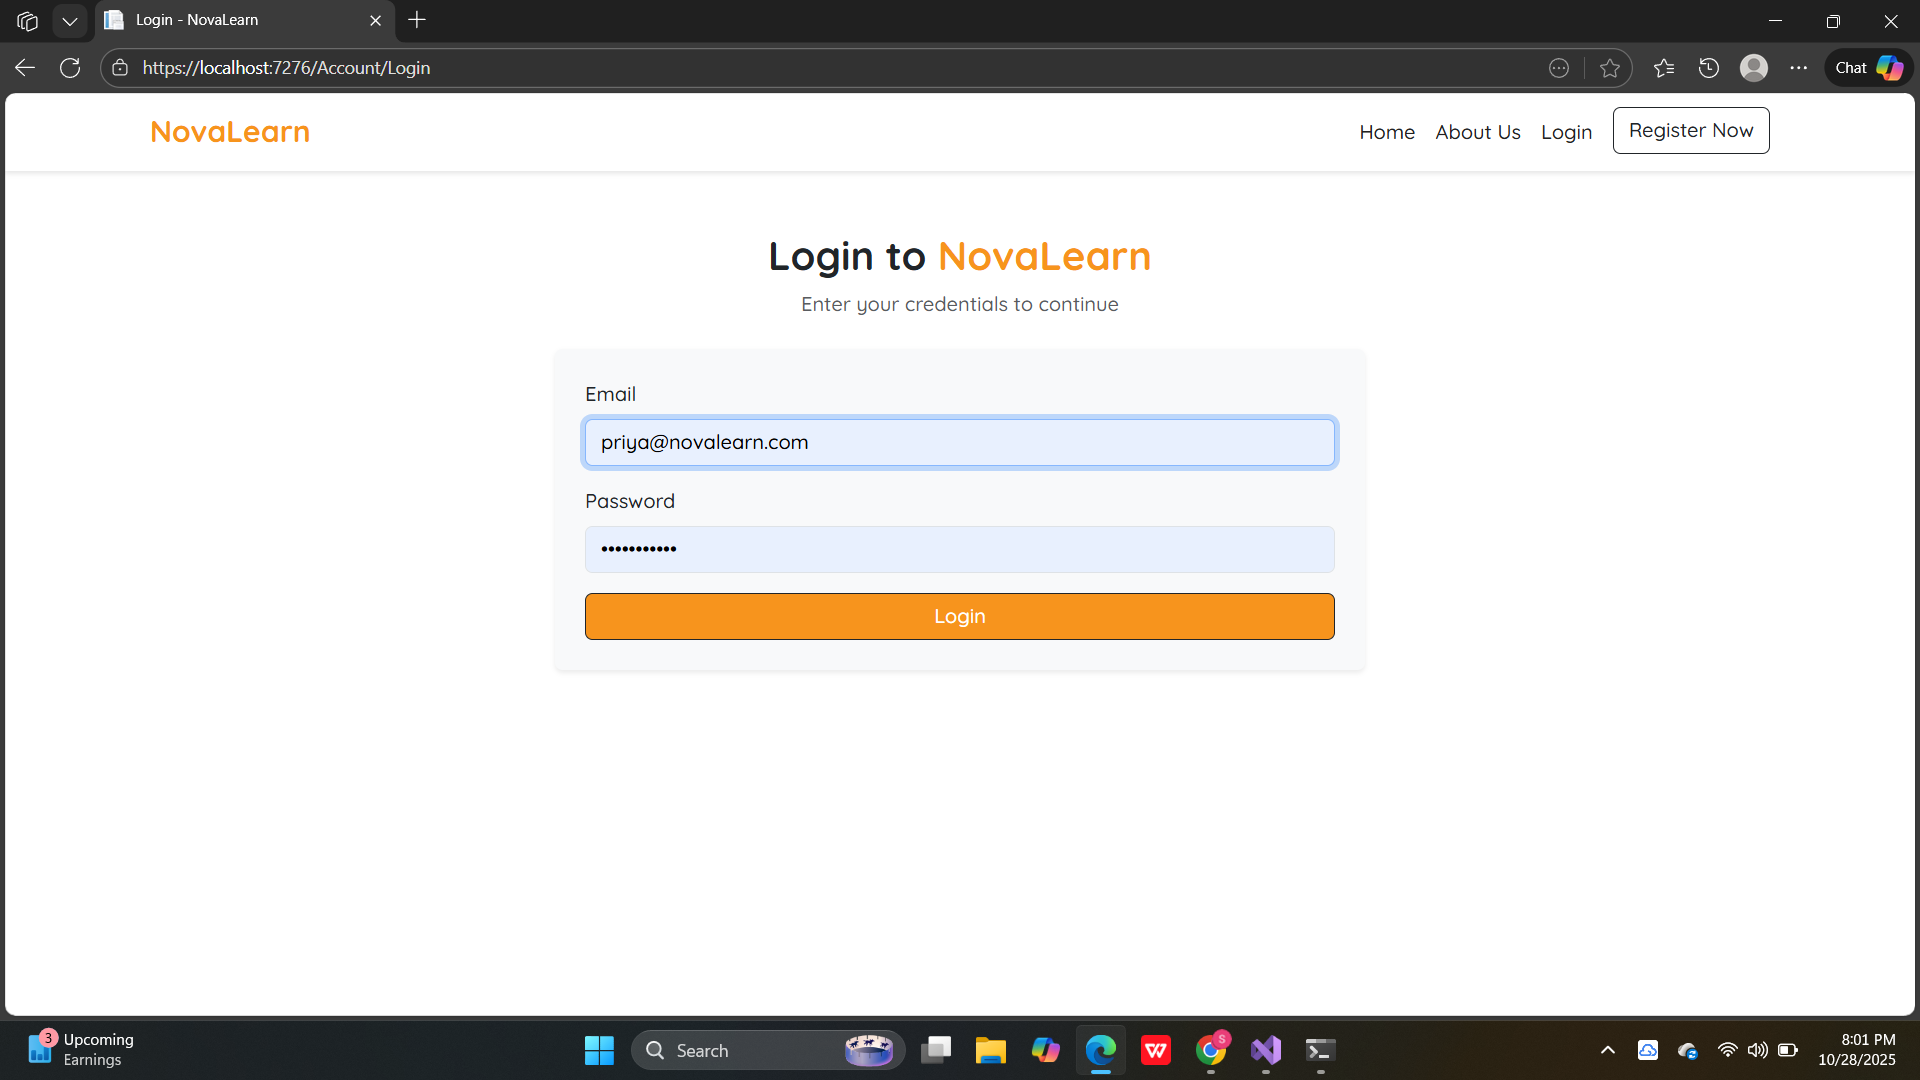 Login - NovaLearn
https://localhost:7276/Account/Login
Chat
NovaLearn
Home About Us Login Register Now
Login to NovaLearn
Enter your credentials to continue
Email
priya@novalearn.com
Password
•••••••••••
Login
3
Upcoming
Earnings
Search
W
S
8:01 PM
10/28/2025